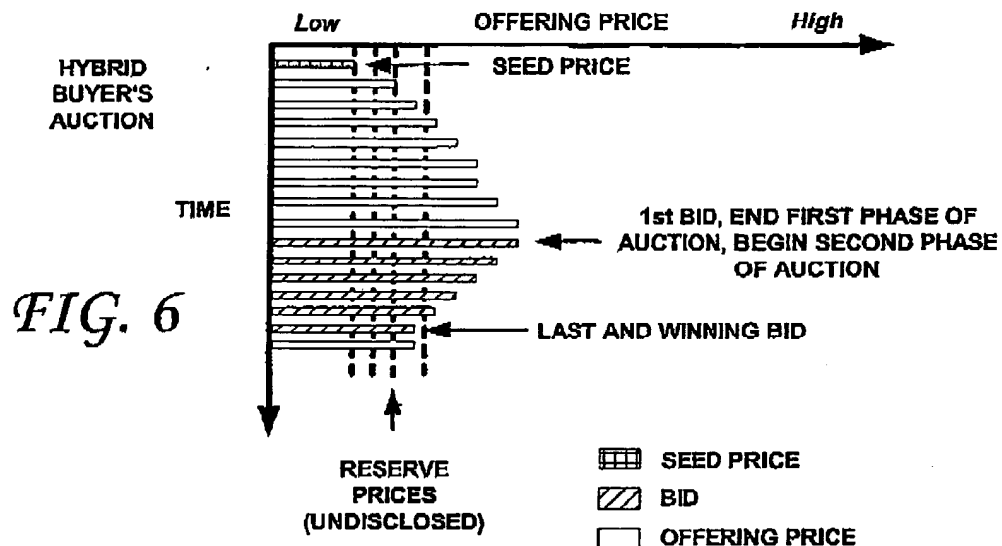 Low OFFERING PRICE High
HYBRID
BUYER'S
AUCTION
SEED PRICE
TIME
1st BID, END FIRST PHASE OF
AUCTION, BEGIN SECOND PHASE
OF AUCTION
FIG. 6
LAST AND WINNING BID
RESERVE
PRICES
(UNDISCLOSED)
SEED PRICE
BID
OFFERING PRICE